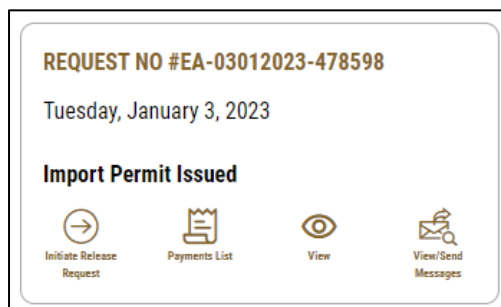 REQUEST NO #EA-03012023-478598
Tuesday, January 3, 2023
Import Permit Issued
Initiate Release Request
Payments List
View
View/Send Messages